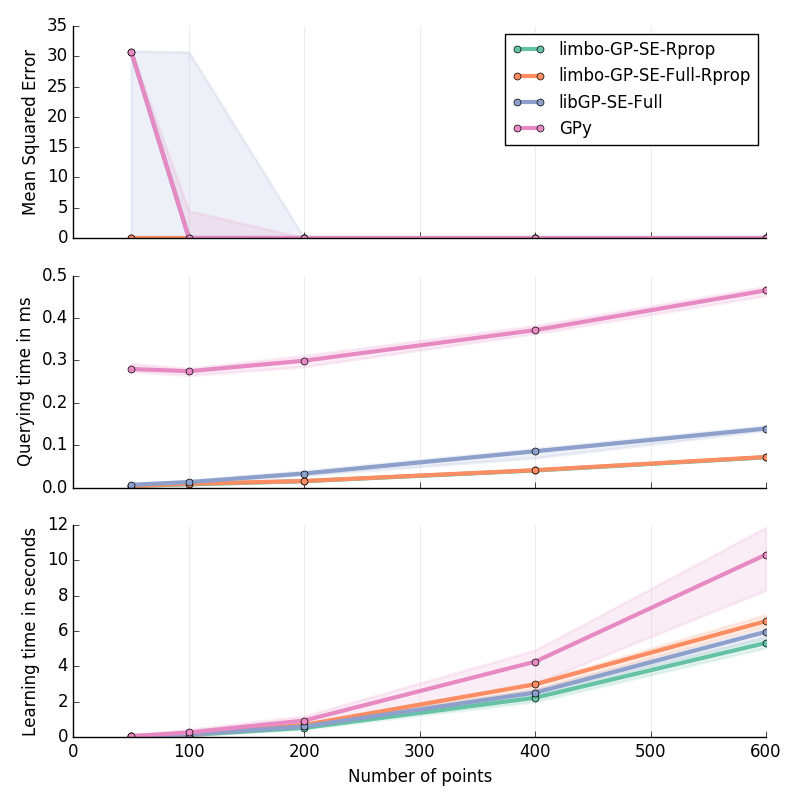 35
30
25
20
15
10
5
0
Mean Squared Error
limbo-GP-SE-Rprop
limbo-GP-SE-Full-Rprop
libGP-SE-Full
GPy
0.5
0.4
0.3
0.2
0.1
0.0
Querying time in ms
12
10
8
6
4
2
0
Learning time in seconds
0 100 200 300 400 500 600
Number of points